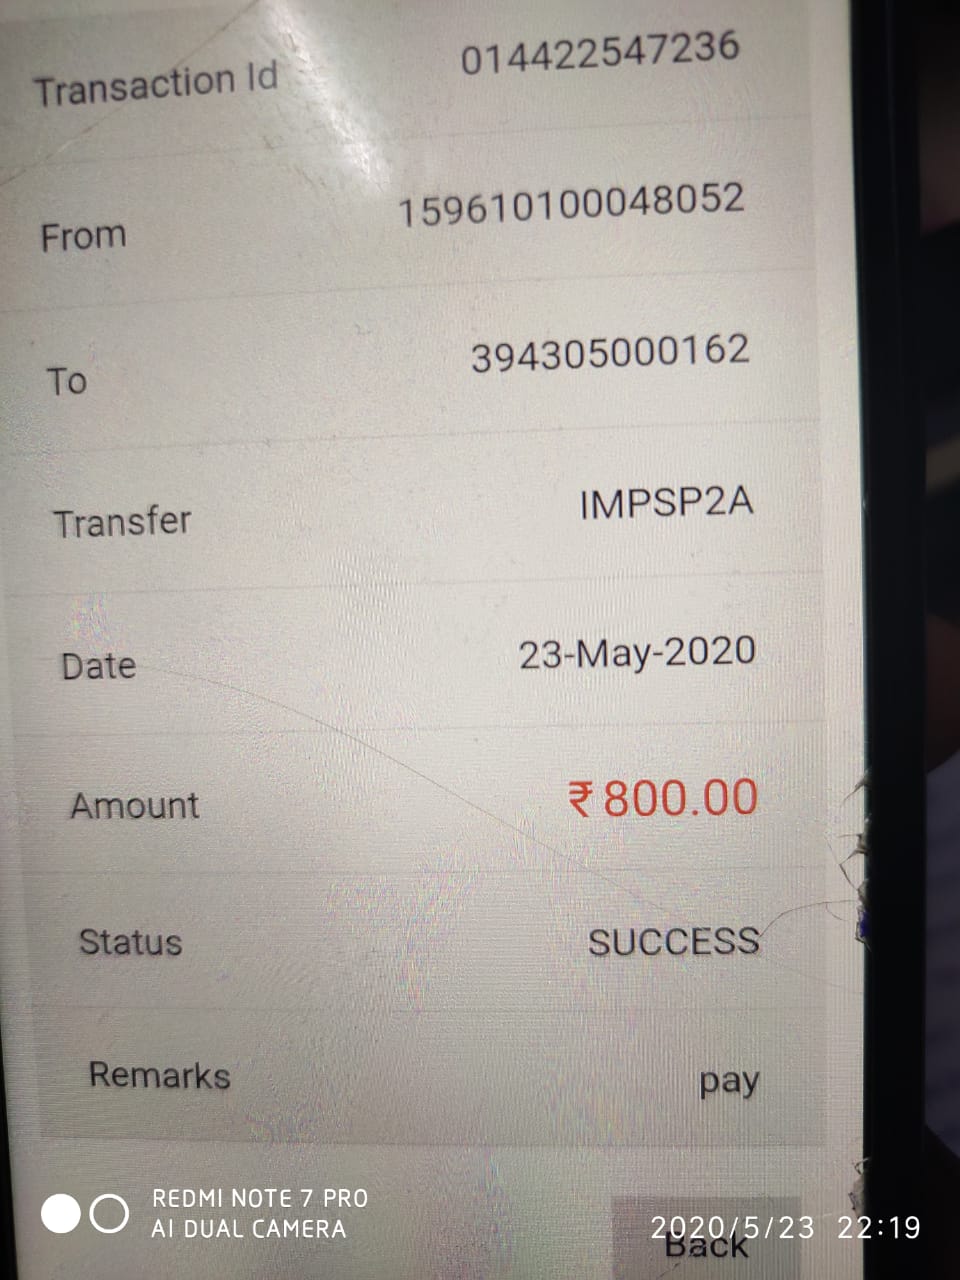 Transaction Id 014422547236
From 159610100048052
To 394305000162
Transfer IMPSP2A
Date 23-May-2020
Amount ₹800.00
Status SUCCESS
Remarks pay
Back
REDMI NOTE 7 PRO
AI DUAL CAMERA
2020/5/23 22:19